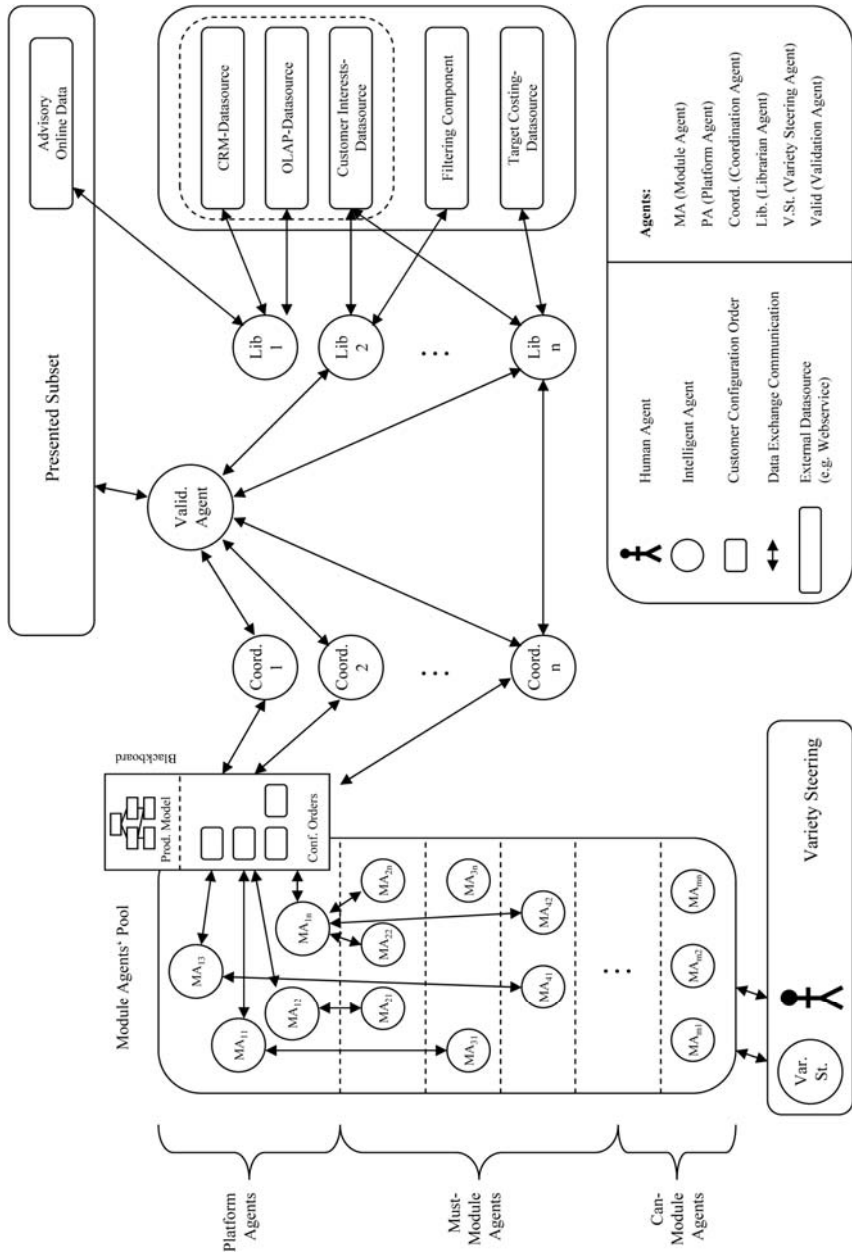 Platform
Agents
Must-
Module
Agents
Can-
Module
Agents
Module Agents‘ Pool
MA₁₁
MA₁₂
MA₁₃
MA₁ₙ
MA₂₁
MA₂₂
MA₂ₙ
MA₃₁
MA₃ₙ
MA₄₁
MA₄₂
...
MAₘ₁
MAₘ₂
MAₘₙ
Var.
St.
Variety Steering
Blackboard
Prod. Model
Conf. Orders
Coord.
1
Coord.
2
...
Coord.
n
Valid.
Agent
Presented Subset
Advisory
Online Data
Lib
1
Lib
2
...
Lib
n
CRM-Datasource
OLAP-Datasource
Customer Interests-
Datasource
Filtering Component
Target Costing-
Datasource
Human Agent
Intelligent Agent
Customer Configuration Order
Data Exchange Communication
External Datasource
(e.g. Webservice)
Agents:
MA (Module Agent)
PA (Platform Agent)
Coord. (Coordination Agent)
Lib. (Librarian Agent)
V.St. (Variety Steering Agent)
Valid (Validation Agent)